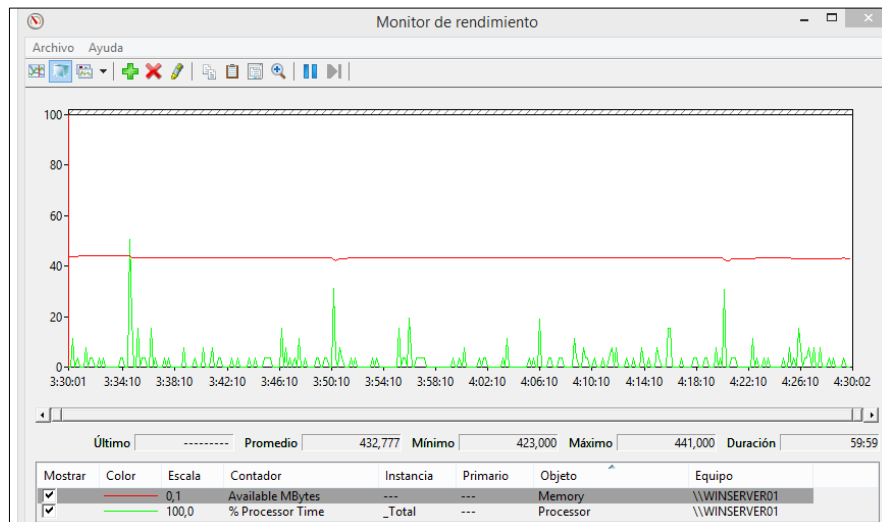 Monitor de rendimiento
Archivo Ayuda
100
80
60
40
20
0
3:30:01 3:34:10 3:38:10 3:42:10 3:46:10 3:50:10 3:54:10 3:58:10 4:02:10 4:06:10 4:10:10 4:14:10 4:18:10 4:22:10 4:26:10 4:30:02
Último --------- Promedio 432,777 Mínimo 423,000 Máximo 441,000 Duración 59:59
Mostrar Color Escala Contador Instancia Primario Objeto Equipo
0,1 Available MBytes --- --- Memory \\WINSERVER01
100,0 % Processor Time _Total --- Processor \\WINSERVER01